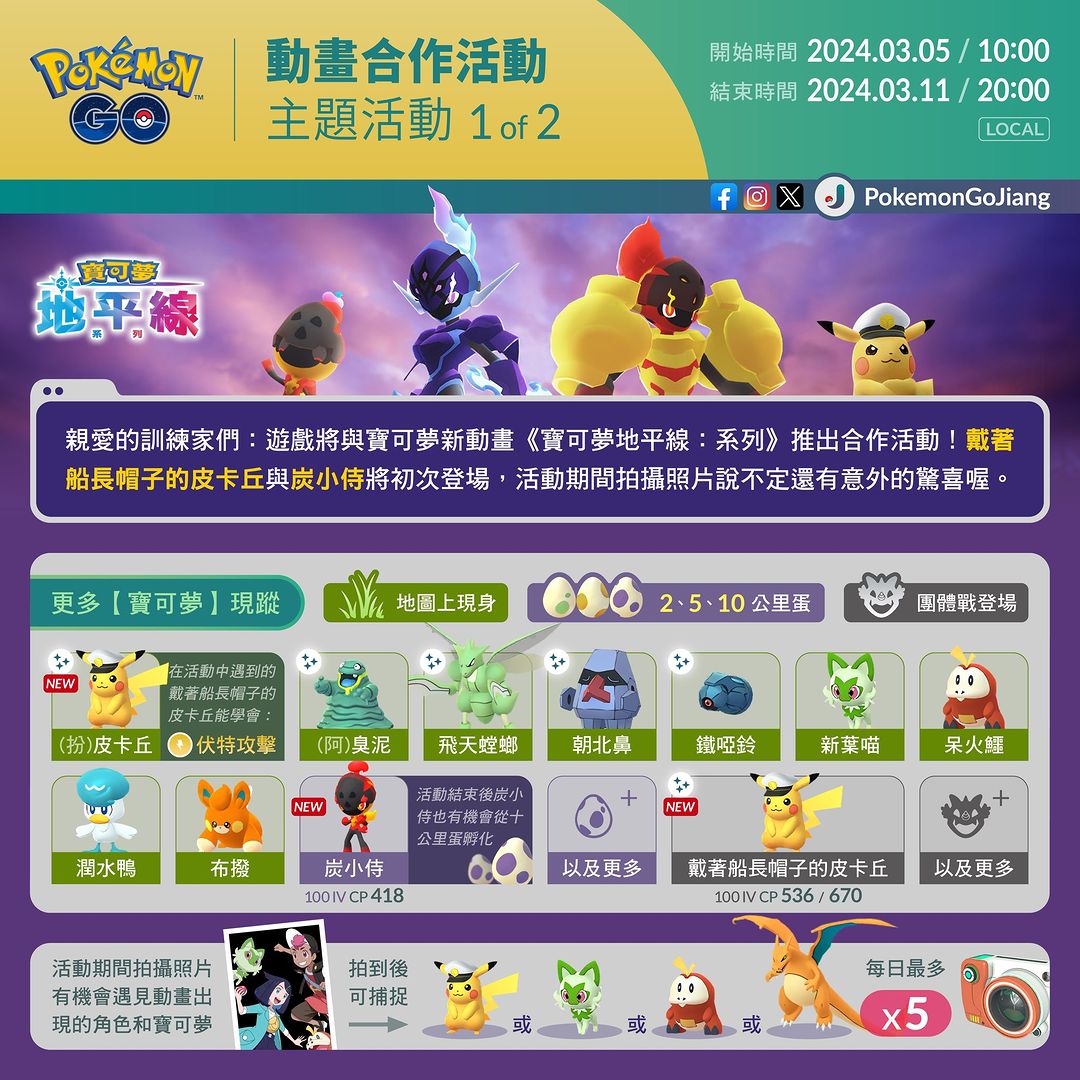 POKÉMON
GO
TM
動畫合作活動
主題活動 1 of 2
開始時間 2024.03.05 / 10:00
結束時間 2024.03.11 / 20:00
LOCAL
PokemonGoJiang
寶可夢
地平線
系列
親愛的訓練家們：遊戲將與寶可夢新動畫《寶可夢地平線：系列》推出合作活動！戴著
船長帽子的皮卡丘與炭小侍將初次登場，活動期間拍攝照片說不定還有意外的驚喜喔。
更多【寶可夢】現蹤
地圖上現身
2、5、10 公里蛋
團體戰登場
NEW
(扮)皮卡丘
在活動中遇到的
戴著船長帽子的
皮卡丘能學會：
伏特攻擊
(阿)臭泥
飛天螳螂
朝北鼻
鐵啞鈴
新葉喵
呆火鱷
潤水鴨
布撥
NEW
炭小侍
活動結束後炭小
侍也有機會從十
公里蛋孵化
100 IV CP 418
+
以及更多
NEW
戴著船長帽子的皮卡丘
100 IV CP 536 / 670
+
以及更多
活動期間拍攝照片
有機會遇見動畫出
現的角色和寶可夢
拍到後
可捕捉
或
或
或
每日最多
x5